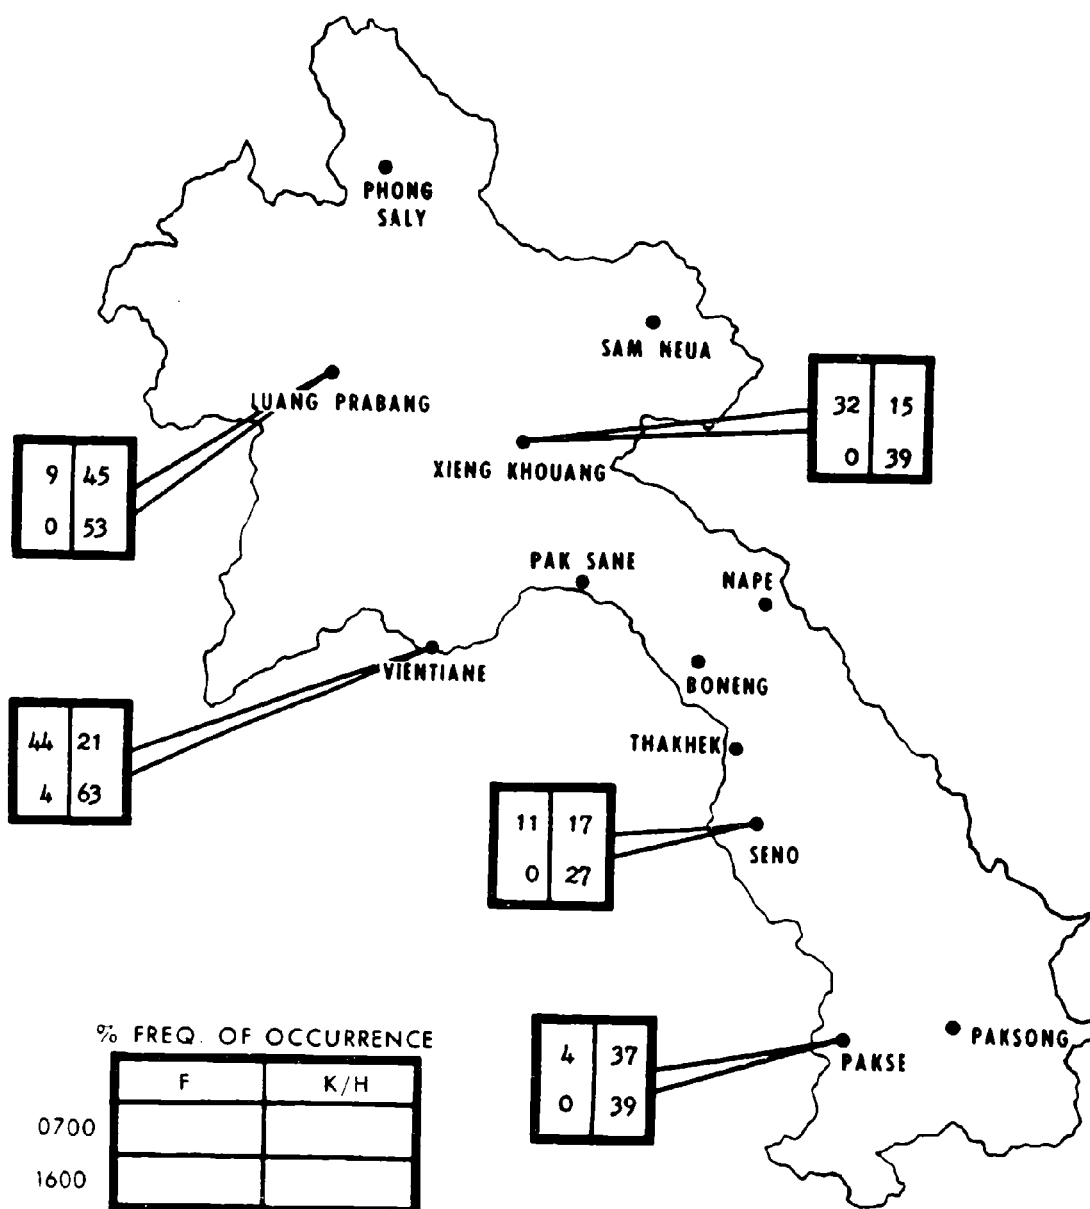 PHONG
SALY
SAM NEUA
LUANG PRABANG
32 15
0 39
XIENG KHOUANG
9 45
0 53
PAK SANE
NAPE
VIENTIANE
BONENG
44 21
4 63
THAKHEK
11 17
0 27
SENO
% FREQ. OF OCCURRENCE
F K/H
0700
1600
4 37
0 39
PAKSE
PAKSONG